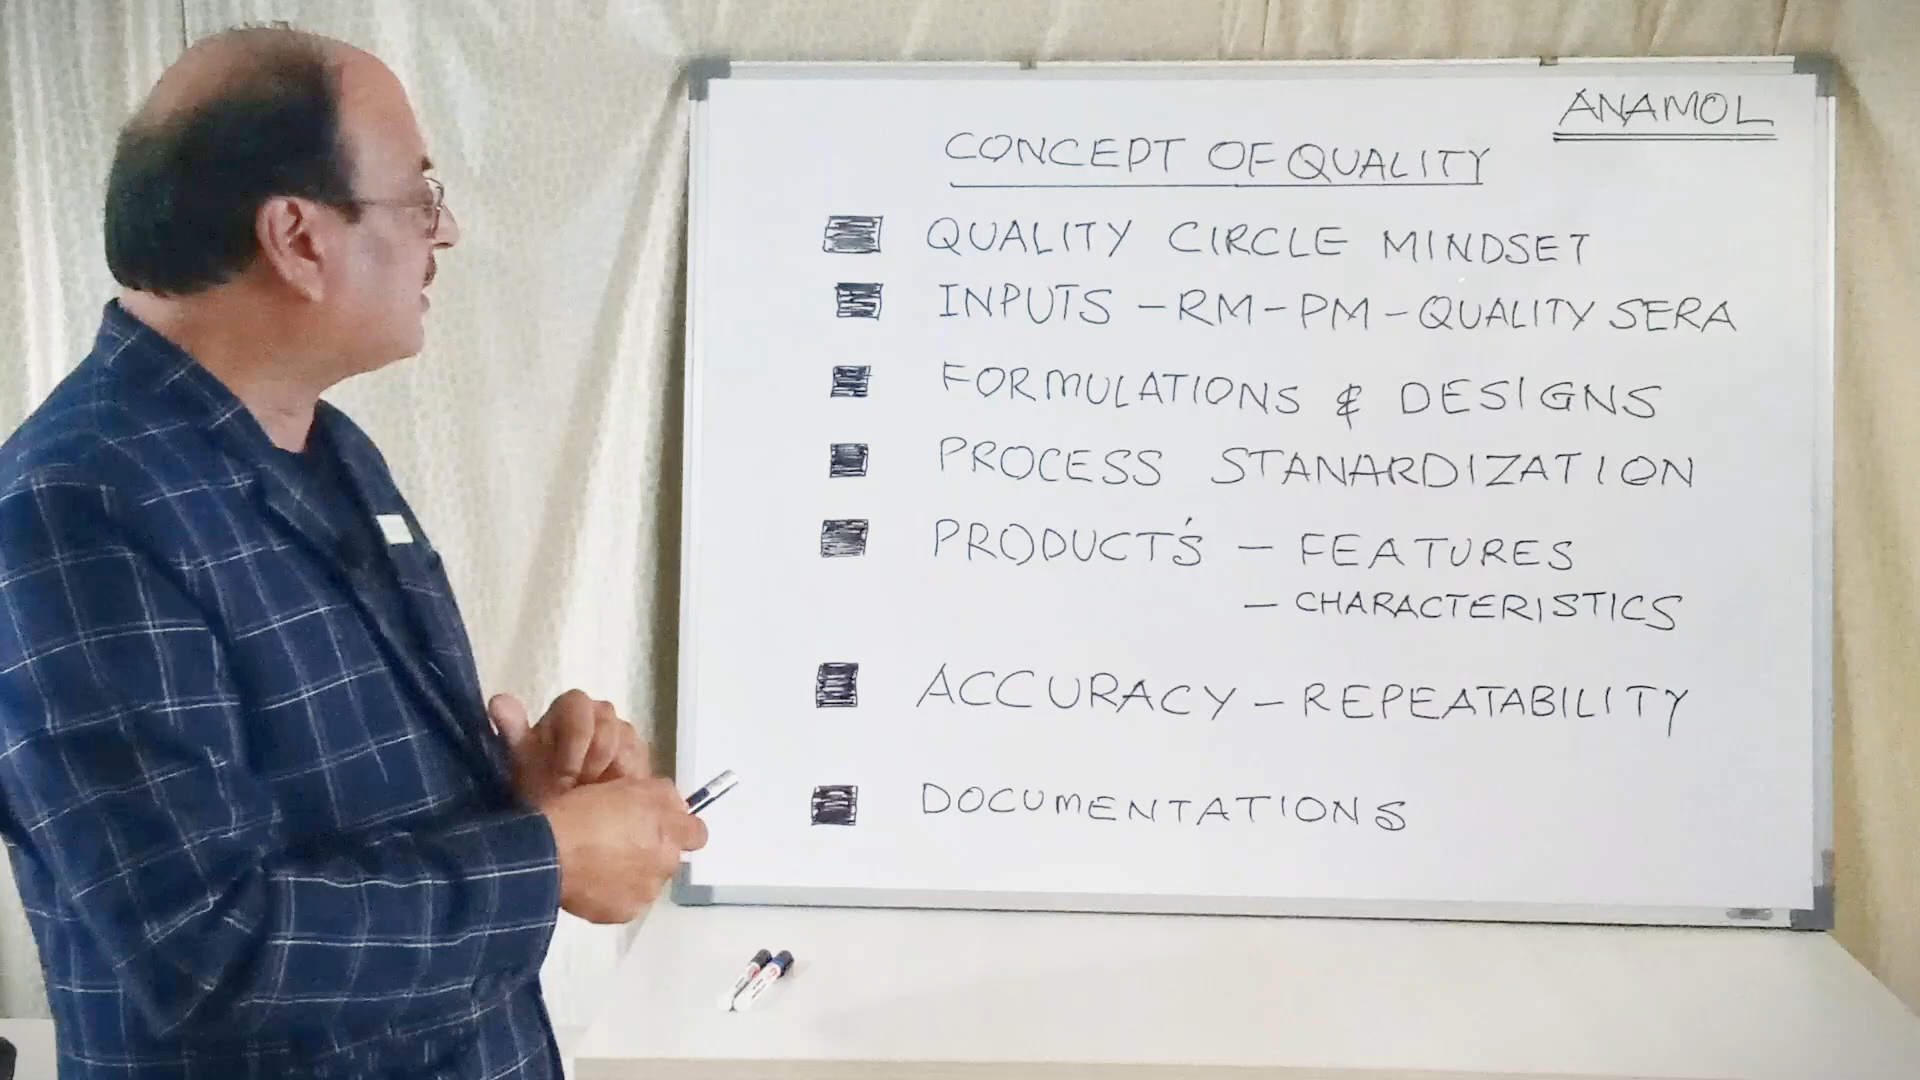 ANAMOL
CONCEPT OF QUALITY
QUALITY CIRCLE MINDSET
INPUTS - RM - PM - QUALITY SERA
FORMULATIONS & DESIGNS
PROCESS STANARDIZATION
PRODUCT'S - FEATURES
- CHARACTERISTICS
ACCURACY - REPEATABILITY
DOCUMENTATIONS